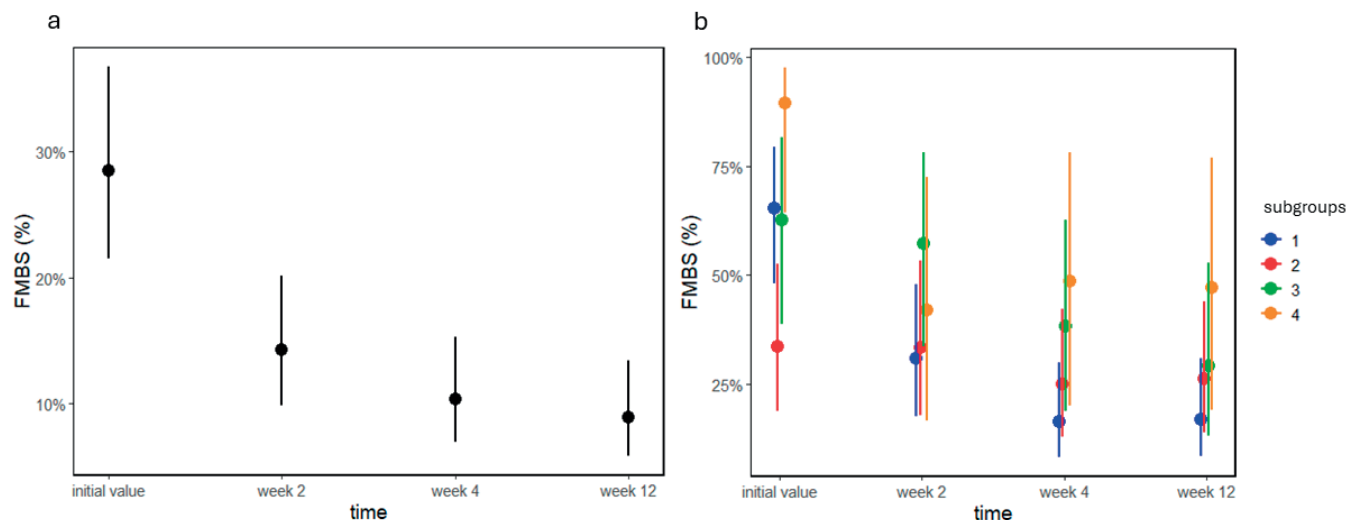 a
30%
20%
10%
FMBS (%)
initial value
week 2
week 4
week 12
time
b
100%
75%
50%
25%
FMBS (%)
initial value
week 2
week 4
week 12
time
subgroups
1
2
3
4